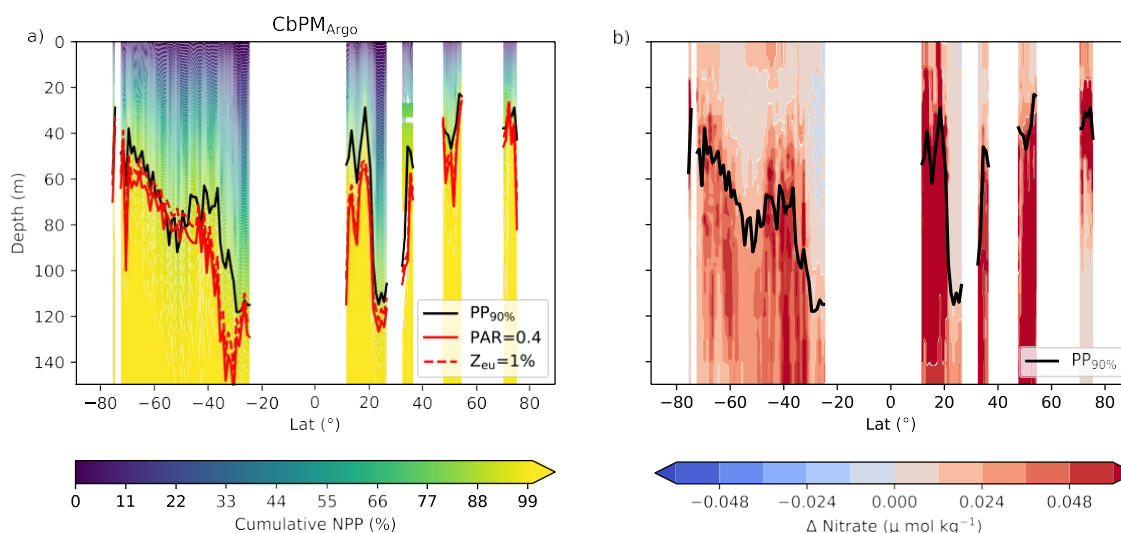 CbPM_Argo
a)
0
20
40
60
80
100
120
140
Depth (m)
PP_90%
PAR=0.4
Z_eu=1%
−80 −60 −40 −20 0 20 40 60 80
Lat (°)
0 11 22 33 44 55 66 77 88 99
Cumulative NPP (%)
b)
PP_90%
−80 −60 −40 −20 0 20 40 60 80
Lat (°)
−0.048 −0.024 0.000 0.024 0.048
Δ Nitrate (μ mol kg⁻¹)